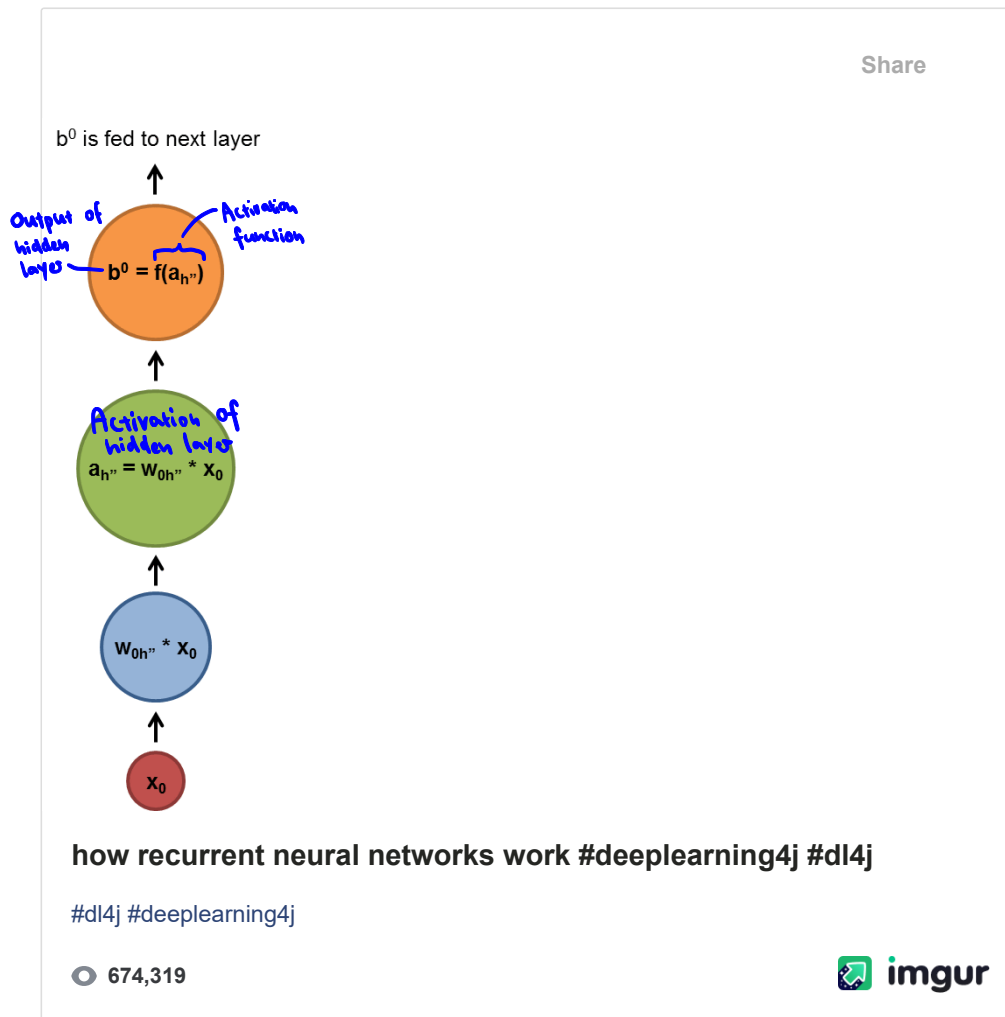 Share
b⁰ is fed to next layer
Output of
hidden
layer
Activation
function
b⁰ = f(aₕ”)
Activation of
hidden layer
aₕ” = w₀ₕ” * x₀
w₀ₕ” * x₀
x₀
how recurrent neural networks work #deeplearning4j #dl4j
#dl4j #deeplearning4j
674,319
imgur